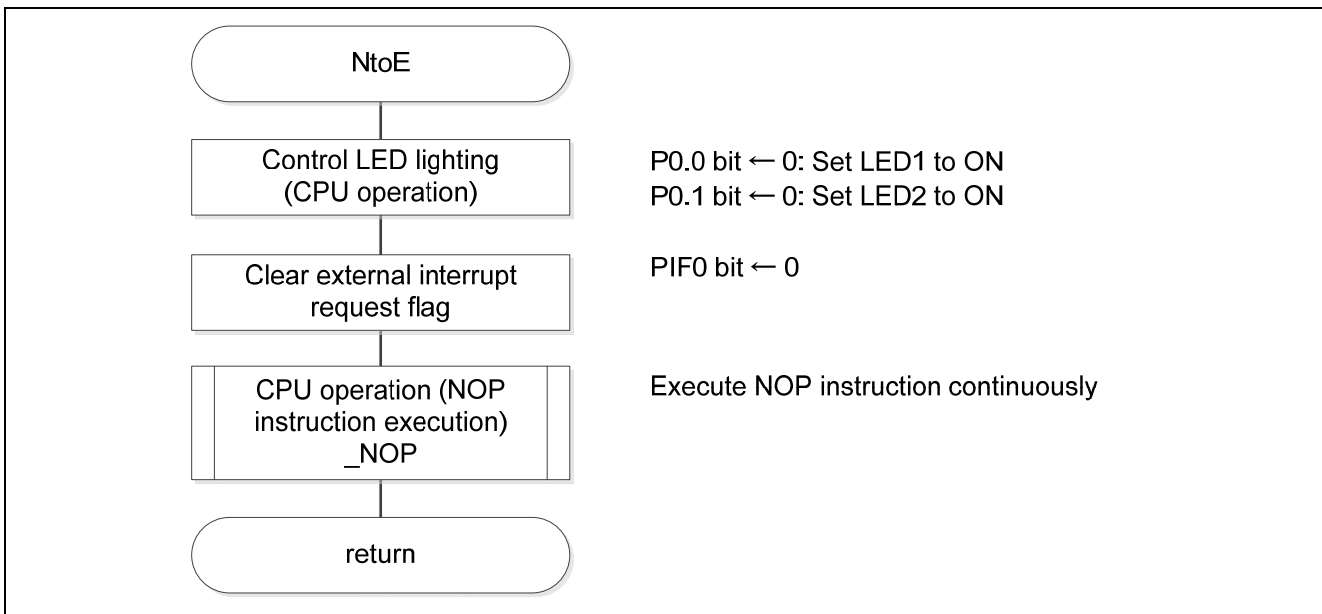 NtoE
Control LED lighting
(CPU operation)
P0.0 bit ← 0: Set LED1 to ON
P0.1 bit ← 0: Set LED2 to ON
Clear external interrupt
request flag
PIF0 bit ← 0
CPU operation (NOP
instruction execution)
_NOP
Execute NOP instruction continuously
return